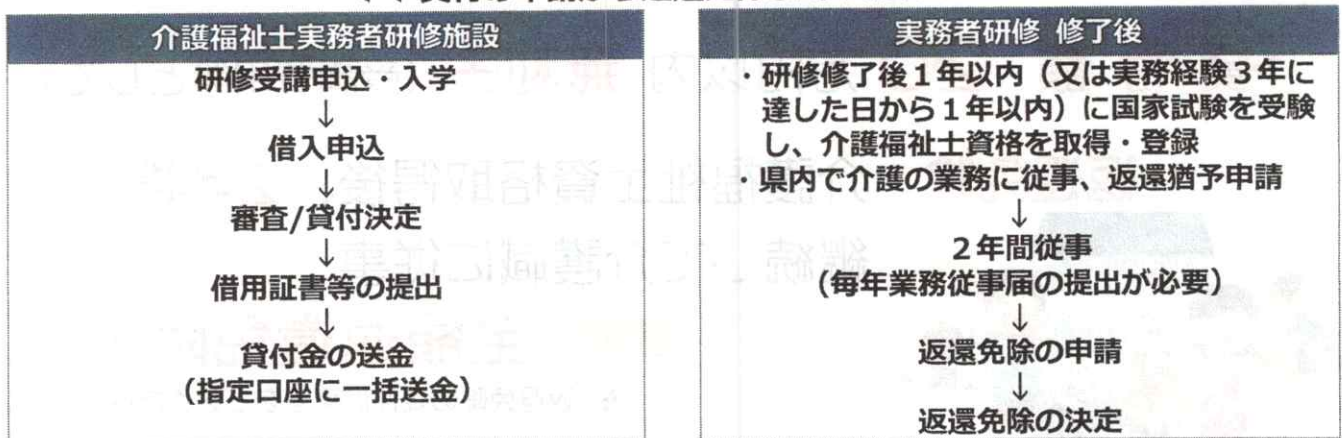 介護福祉士実務者研修施設
研修受講申込・入学
↓
借入申込
↓
審査/貸付決定
↓
借用証書等の提出
↓
貸付金の送金
（指定口座に一括送金）
実務者研修 修了後
・研修修了後１年以内（又は実務経験３年に
達した日から１年以内）に国家試験を受験
し、介護福祉士資格を取得・登録
・県内で介護の業務に従事、返還猶予申請
↓
２年間従事
（毎年業務従事届の提出が必要）
↓
返還免除の申請
↓
返還免除の決定